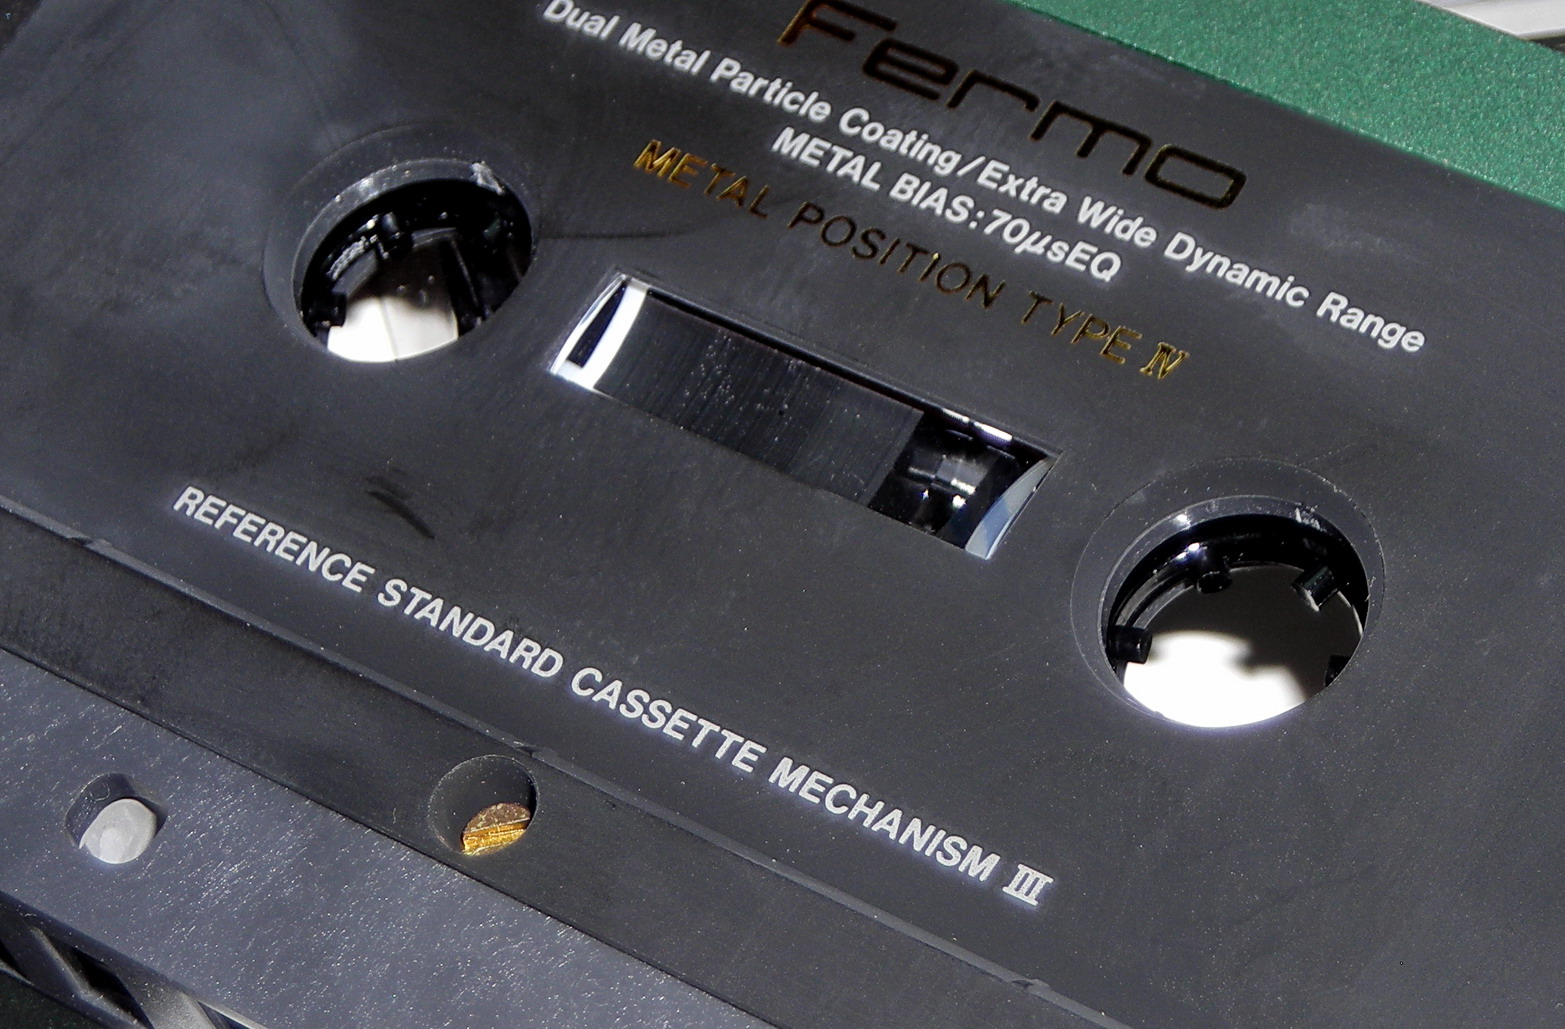 Fermo
Dual Metal Particle Coating/Extra Wide Dynamic Range
METAL BIAS:70μsEQ
METAL POSITION TYPE Ⅳ
REFERENCE STANDARD CASSETTE MECHANISM Ⅲ